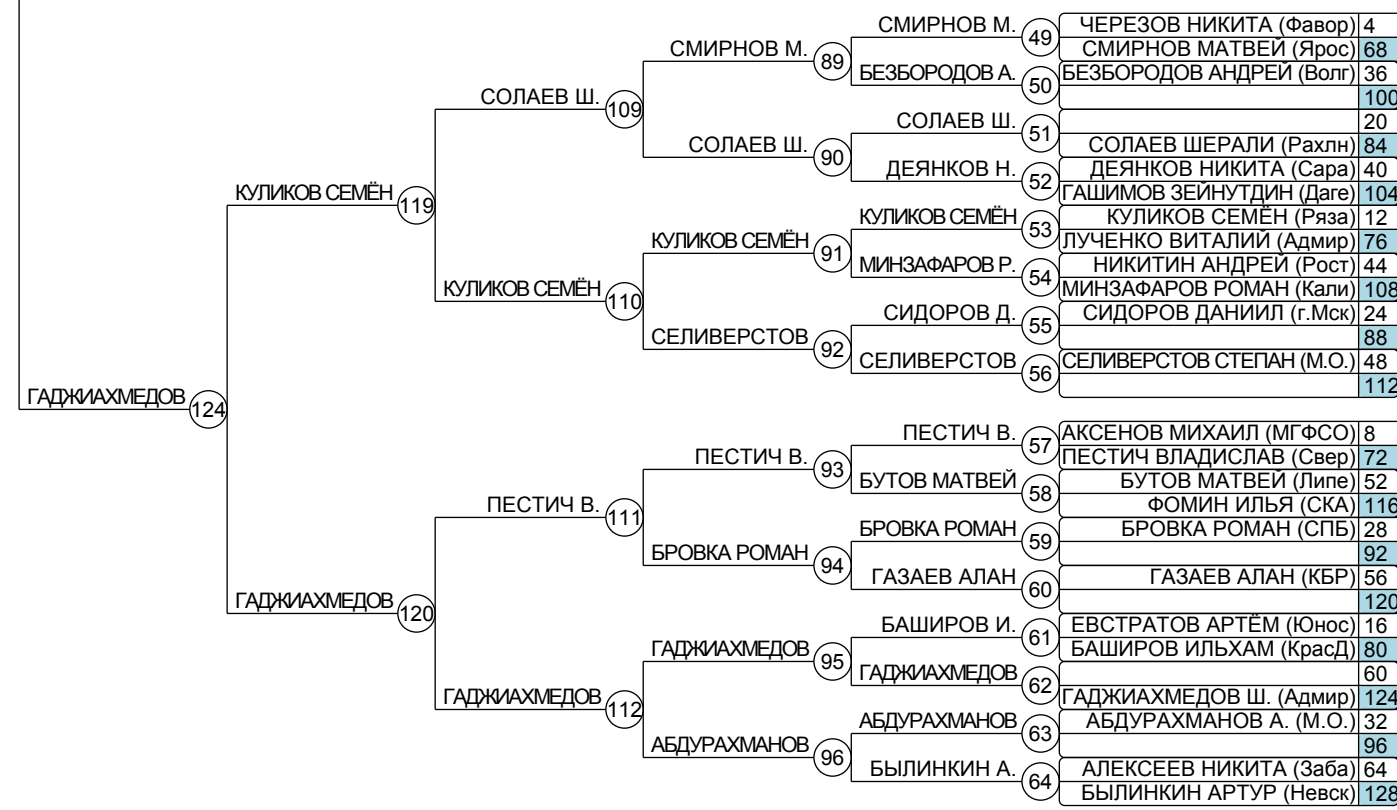 СМИРНОВ М. 49 ЧЕРЕЗОВ НИКИТА (Фавор) 4
СМИРНОВ М. 89 СМИРНОВ МАТВЕЙ (Ярос) 68
БЕЗБОРОДОВ А. 50 БЕЗБОРОДОВ АНДРЕЙ (Волг) 36
100
СОЛАЕВ Ш. 109
СОЛАЕВ Ш. 51 20
СОЛАЕВ Ш. 90 СОЛАЕВ ШЕРАЛИ (Рахлн) 84
ДЕЯНКОВ Н. 52 ДЕЯНКОВ НИКИТА (Сара) 40
ГАШИМОВ ЗЕЙНУТДИН (Даге) 104
КУЛИКОВ СЕМЁН 119
КУЛИКОВ СЕМЁН 53 КУЛИКОВ СЕМЁН (Ряза) 12
КУЛИКОВ СЕМЁН 91 ЛУЧЕНКО ВИТАЛИЙ (Адмир) 76
МИНЗАФАРОВ Р. 54 НИКИТИН АНДРЕЙ (Рост) 44
КУЛИКОВ СЕМЁН 110 МИНЗАФАРОВ РОМАН (Кали) 108
СИДОРОВ Д. 55 СИДОРОВ ДАНИИЛ (г.Мск) 24
СЕЛИВЕРСТОВ 92 88
СЕЛИВЕРСТОВ 56 СЕЛИВЕРСТОВ СТЕПАН (М.О.) 48
112
ГАДЖИАХМЕДОВ 124
ПЕСТИЧ В. 57 АКСЕНОВ МИХАИЛ (МГФСО) 8
ПЕСТИЧ В. 93 ПЕСТИЧ ВЛАДИСЛАВ (Свер) 72
БУТОВ МАТВЕЙ 58 БУТОВ МАТВЕЙ (Липе) 52
ПЕСТИЧ В. 111 ФОМИН ИЛЬЯ (СКА) 116
БРОВКА РОМАН 59 БРОВКА РОМАН (СПБ) 28
БРОВКА РОМАН 94 92
ГАЗАЕВ АЛАН 60 ГАЗАЕВ АЛАН (КБР) 56
120
ГАДЖИАХМЕДОВ 120
БАШИРОВ И. 61 ЕВСТРАТОВ АРТЁМ (Юнос) 16
ГАДЖИАХМЕДОВ 95 БАШИРОВ ИЛЬХАМ (КрасД) 80
ГАДЖИАХМЕДОВ 62 60
ГАДЖИАХМЕДОВ 112 ГАДЖИАХМЕДОВ Ш. (Адмир) 124
АБДУРАХМАНОВ 63 АБДУРАХМАНОВ А. (М.О.) 32
АБДУРАХМАНОВ 96 96
БЫЛИНКИН А. 64 АЛЕКСЕЕВ НИКИТА (Заба) 64
БЫЛИНКИН АРТУР (Невск) 128